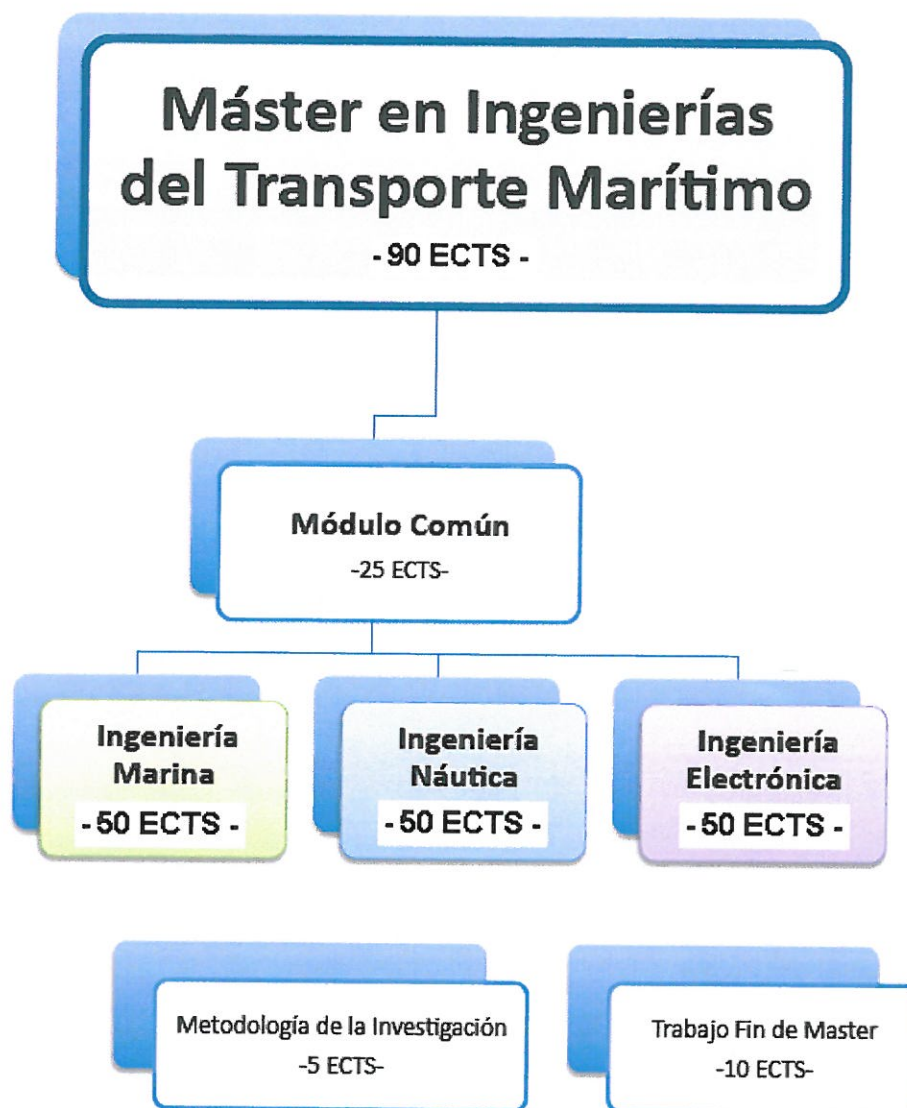 Máster en Ingenierías
del Transporte Marítimo
- 90 ECTS -
Módulo Común
-25 ECTS-
Ingeniería
Marina
- 50 ECTS -
Ingeniería
Náutica
- 50 ECTS -
Ingeniería
Electrónica
- 50 ECTS -
Metodología de la Investigación
-5 ECTS-
Trabajo Fin de Master
-10 ECTS-